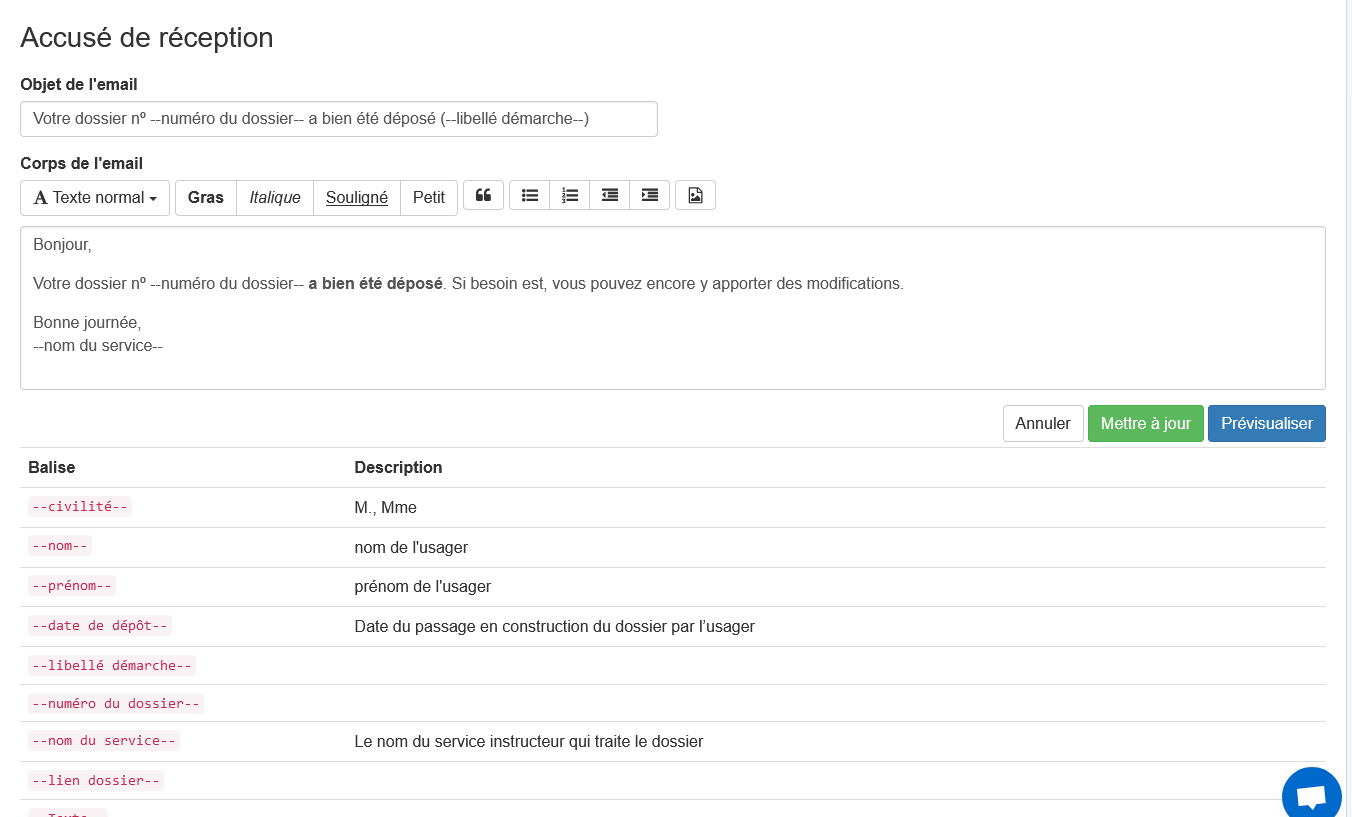 Accusé de réception
Objet de l'email
Votre dossier nº --numéro du dossier-- a bien été déposé (--libellé démarche--)
Corps de l'email
A Texte normal Gras Italique Souligné Petit
Bonjour,
Votre dossier nº --numéro du dossier-- a bien été déposé. Si besoin est, vous pouvez encore y apporter des modifications.
Bonne journée,
--nom du service--
Annuler Mettre à jour Prévisualiser
Balise Description
--civilité-- M., Mme
--nom-- nom de l'usager
--prénom-- prénom de l'usager
--date de dépôt-- Date du passage en construction du dossier par l’usager
--libellé démarche--
--numéro du dossier--
--nom du service-- Le nom du service instructeur qui traite le dossier
--lien dossier--